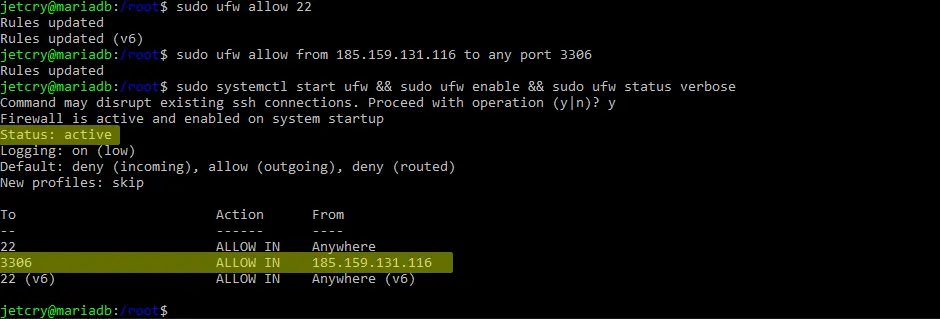 jetcry@mariadb:/root$ sudo ufw allow 22
Rules updated
Rules updated (v6)
jetcry@mariadb:/root$ sudo ufw allow from 185.159.131.116 to any port 3306
Rules updated
jetcry@mariadb:/root$ sudo systemctl start ufw && sudo ufw enable && sudo ufw status verbose
Command may disrupt existing ssh connections. Proceed with operation (y|n)? y
Firewall is active and enabled on system startup
Status: active
Logging: on (low)
Default: deny (incoming), allow (outgoing), deny (routed)
New profiles: skip

To                         Action      From
--                         ------      ----
22                         ALLOW IN    Anywhere
3306                       ALLOW IN    185.159.131.116
22 (v6)                    ALLOW IN    Anywhere (v6)

jetcry@mariadb:/root$